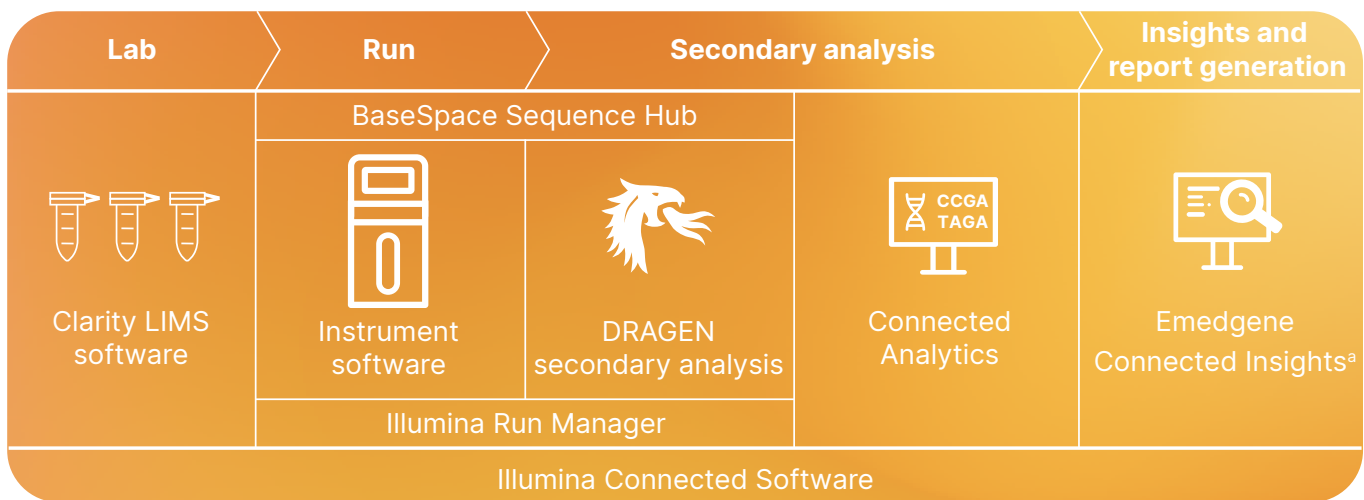 Lab
Run
Secondary analysis
Insights and
report generation
BaseSpace Sequence Hub
Clarity LIMS
software
Instrument
software
DRAGEN
secondary analysis
CCGA
TAGA
Connected
Analytics
Emedgene
Connected Insightsᵃ
Illumina Run Manager
Illumina Connected Software